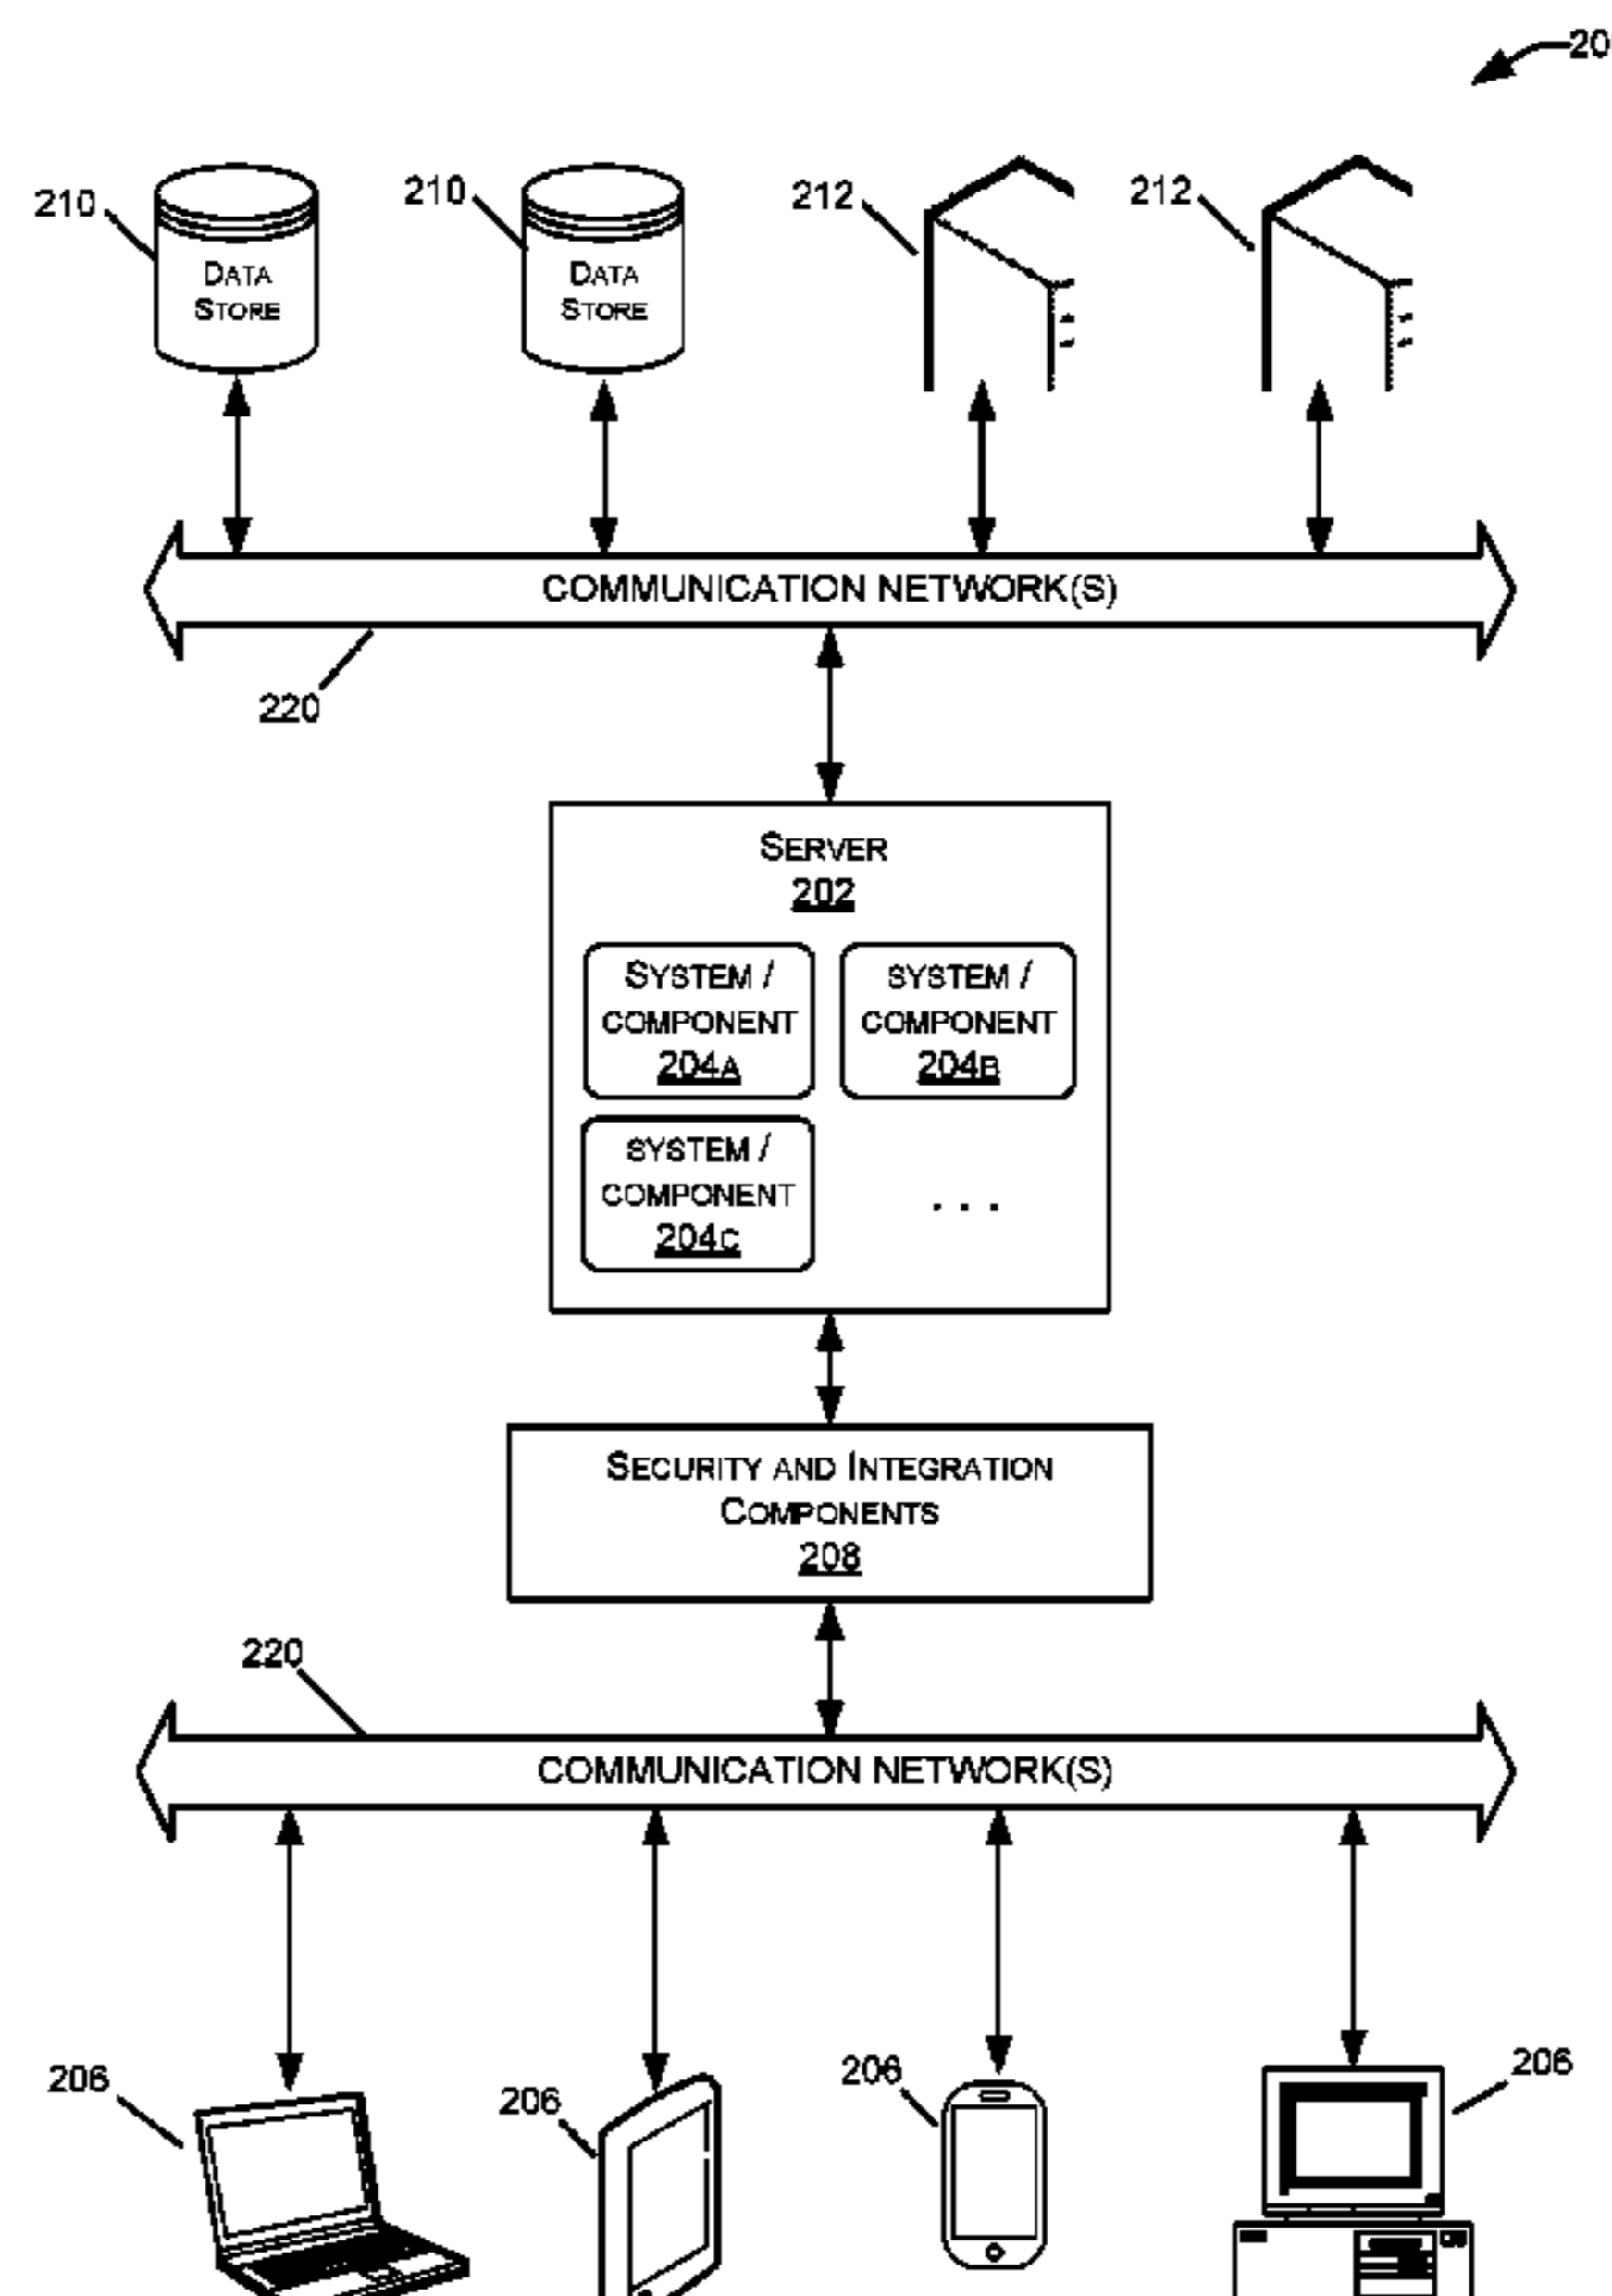 20
210
210
212
212
DATA
STORE
DATA
STORE
COMMUNICATION NETWORK(S)
220
SERVER
202
SYSTEM /
COMPONENT
204A
SYSTEM /
COMPONENT
204B
SYSTEM /
COMPONENT
204C
. . .
SECURITY AND INTEGRATION
COMPONENTS
208
220
COMMUNICATION NETWORK(S)
206
206
206
206